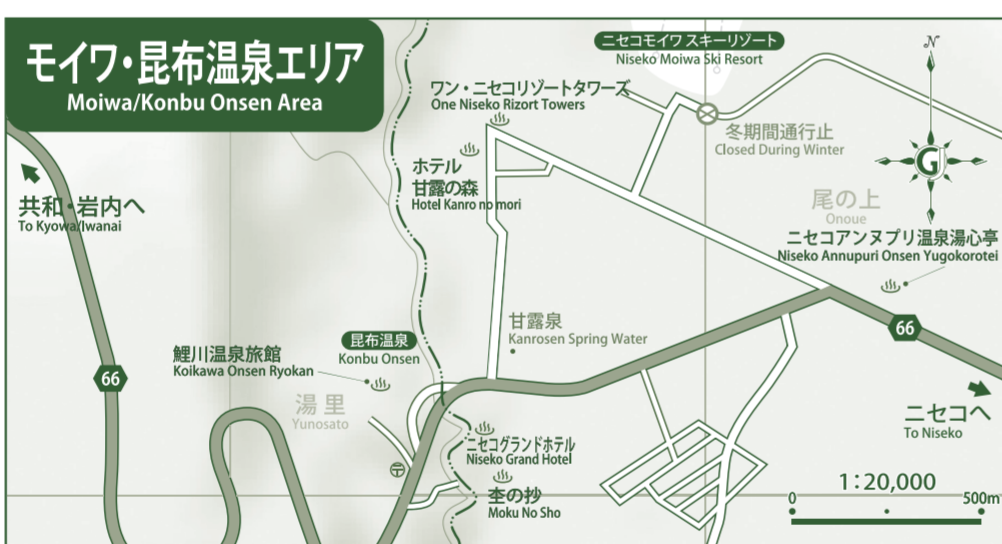 モイワ・昆布温泉エリア
Moiwa/Konbu Onsen Area
ニセコモイワ スキーリゾート
Niseko Moiwa Ski Resort
N
ワン・ニセコリゾートタワーズ
One Niseko Rizort Towers
冬期間通行止
Closed During Winter
ホテル
甘露の森
Hotel Kanro no mori
G
共和・岩内へ
To Kyowa/Iwanai
尾の上
Onoue
ニセコアンヌプリ温泉湯心亭
Niseko Annupuri Onsen Yugokorotei
甘露泉
Kanrosen Spring Water
66
昆布温泉
Konbu Onsen
鯉川温泉旅館
Koikawa Onsen Ryokan
66
湯里
Yunosato
ニセコへ
To Niseko
ニセコグランドホテル
Niseko Grand Hotel
〒
杢の抄
Moku No Sho
1:20,000
0
500m